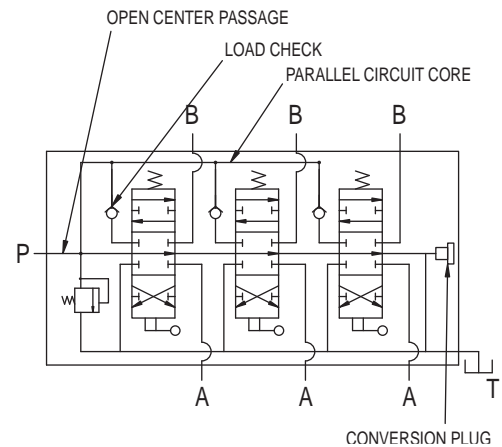 OPEN CENTER PASSAGE
LOAD CHECK
PARALLEL CIRCUIT CORE
B B B
P
A A A
T
CONVERSION PLUG